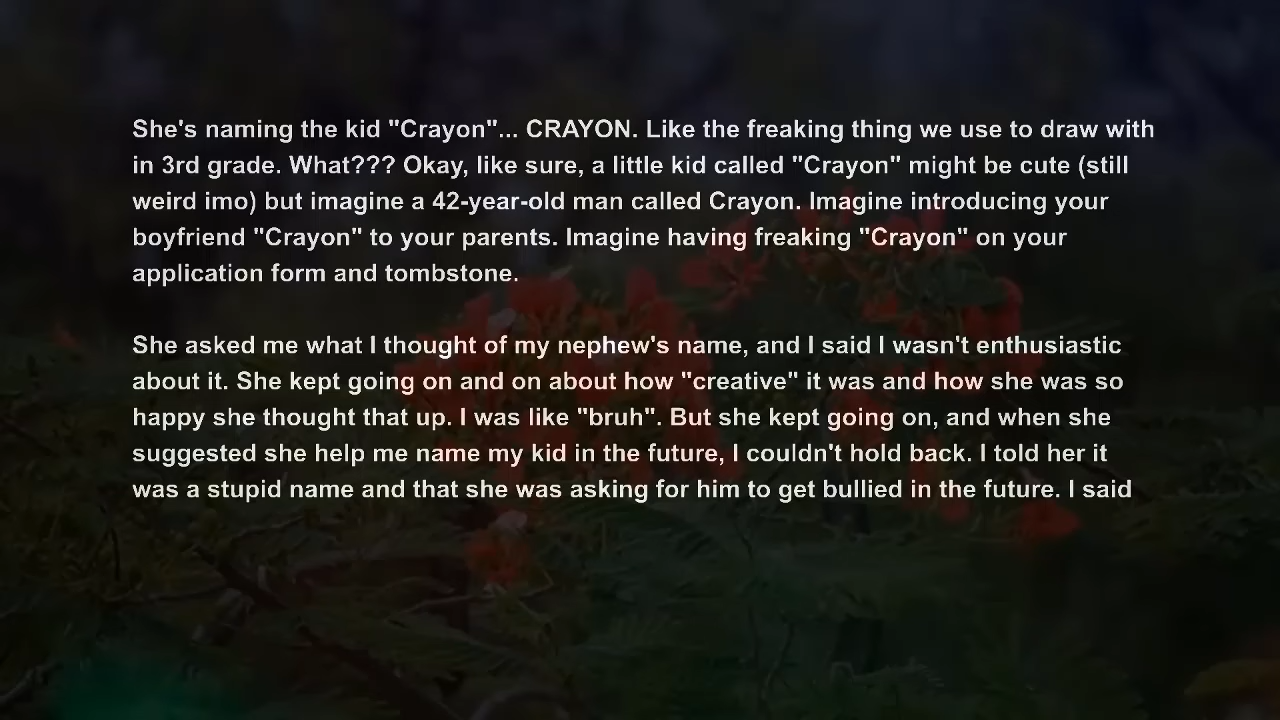 She's naming the kid "Crayon"... CRAYON. Like the freaking thing we use to draw with
in 3rd grade. What??? Okay, like sure, a little kid called "Crayon" might be cute (still
weird imo) but imagine a 42-year-old man called Crayon. Imagine introducing your
boyfriend "Crayon" to your parents. Imagine having freaking "Crayon" on your
application form and tombstone.
She asked me what I thought of my nephew's name, and I said I wasn't enthusiastic
about it. She kept going on and on about how "creative" it was and how she was so
happy she thought that up. I was like "bruh". But she kept going on, and when she
suggested she help me name my kid in the future, I couldn't hold back. I told her it
was a stupid name and that she was asking for him to get bullied in the future. I said